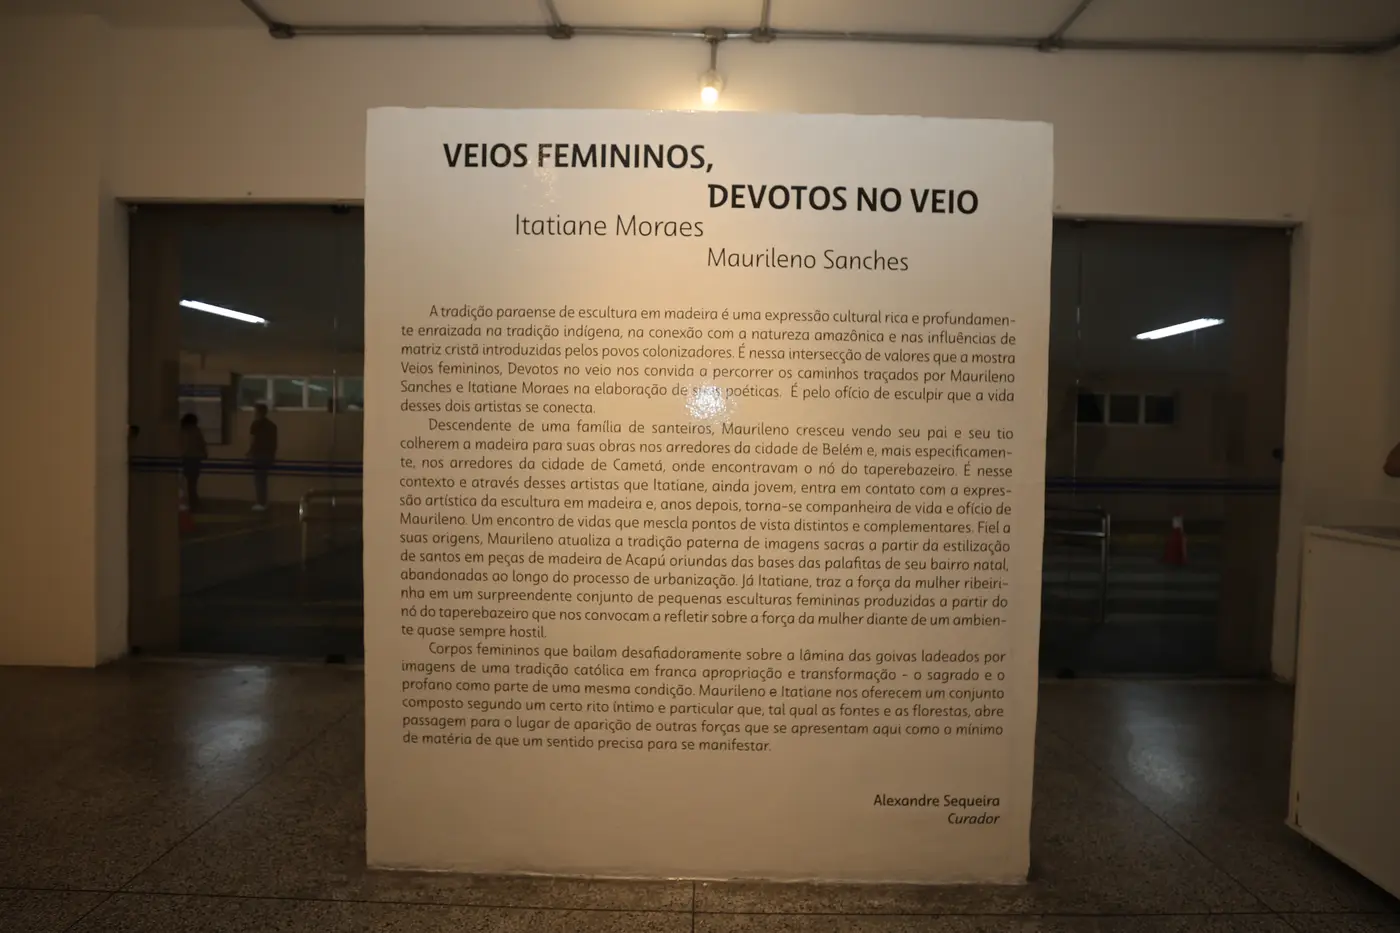 VEIOS FEMININOS,
DEVOTOS NO VEIO
Itatiane Moraes
Maurileno Sanches
A tradição paraense de escultura em madeira é uma expressão cultural rica e profundamen-
te enraizada na tradição indígena, na conexão com a natureza amazônica e nas influências de
matriz cristã introduzidas pelos povos colonizadores. É nessa intersecção de valores que a mostra
Veios femininos, Devotos no veio nos convida a percorrer os caminhos traçados por Maurileno
Sanches e Itatiane Moraes na elaboração de suas poéticas. É pelo ofício de esculpir que a vida
desses dois artistas se conecta.
Descendente de uma família de santeiros, Maurileno cresceu vendo seu pai e seu tio
colherem a madeira para suas obras nos arredores da cidade de Belém e, mais especificamen-
te, nos arredores da cidade de Cametá, onde encontravam o nó do taperebazeiro. É nesse
contexto e através desses artistas que Itatiane, ainda jovem, entra em contato com a expres-
são artística da escultura em madeira e, anos depois, torna-se companheira de vida e ofício de
Maurileno. Um encontro de vidas que mescla pontos de vista distintos e complementares. Fiel a
suas origens, Maurileno atualiza a tradição paterna de imagens sacras a partir da estilização
de santos em peças de madeira de Acapú oriundas das bases das palafitas de seu bairro natal,
abandonadas ao longo do processo de urbanização. Já Itatiane, traz a força da mulher ribeiri-
nha em um surpreendente conjunto de pequenas esculturas femininas produzidas a partir do
nó do taperebazeiro que nos convocam a refletir sobre a força da mulher diante de um ambien-
te quase sempre hostil.
Corpos femininos que bailam desafiadoramente sobre a lâmina das goivas ladeados por
imagens de uma tradição católica em franca apropriação e transformação - o sagrado e o
profano como parte de uma mesma condição. Maurileno e Itatiane nos oferecem um conjunto
composto segundo um certo rito íntimo e particular que, tal qual as fontes e as florestas, abre
passagem para o lugar de aparição de outras forças que se apresentam aqui como o mínimo
de matéria de que um sentido precisa para se manifestar.
Alexandre Sequeira
Curador